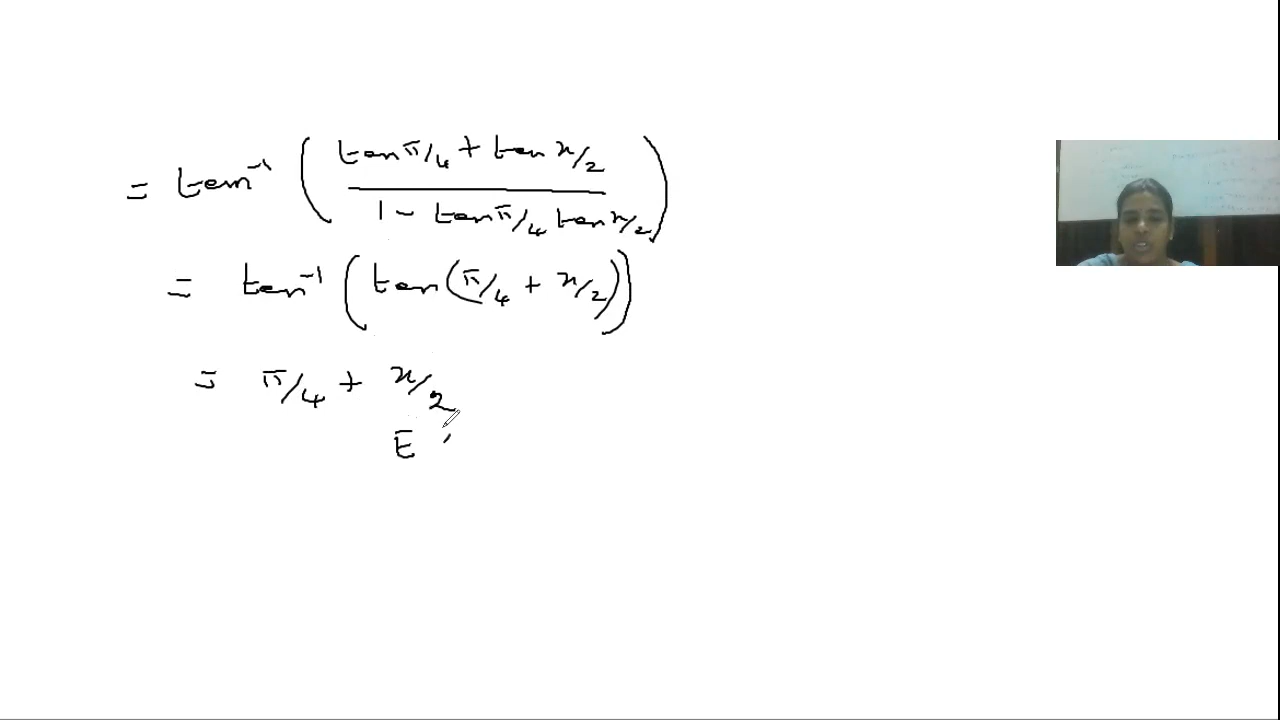 = tan⁻¹ ( tan π/4 + tan x/2
1 - tan π/4 tan x/2 )
= tan⁻¹ ( tan ( π/4 + x/2 ) )
= π/4 + x/2
E